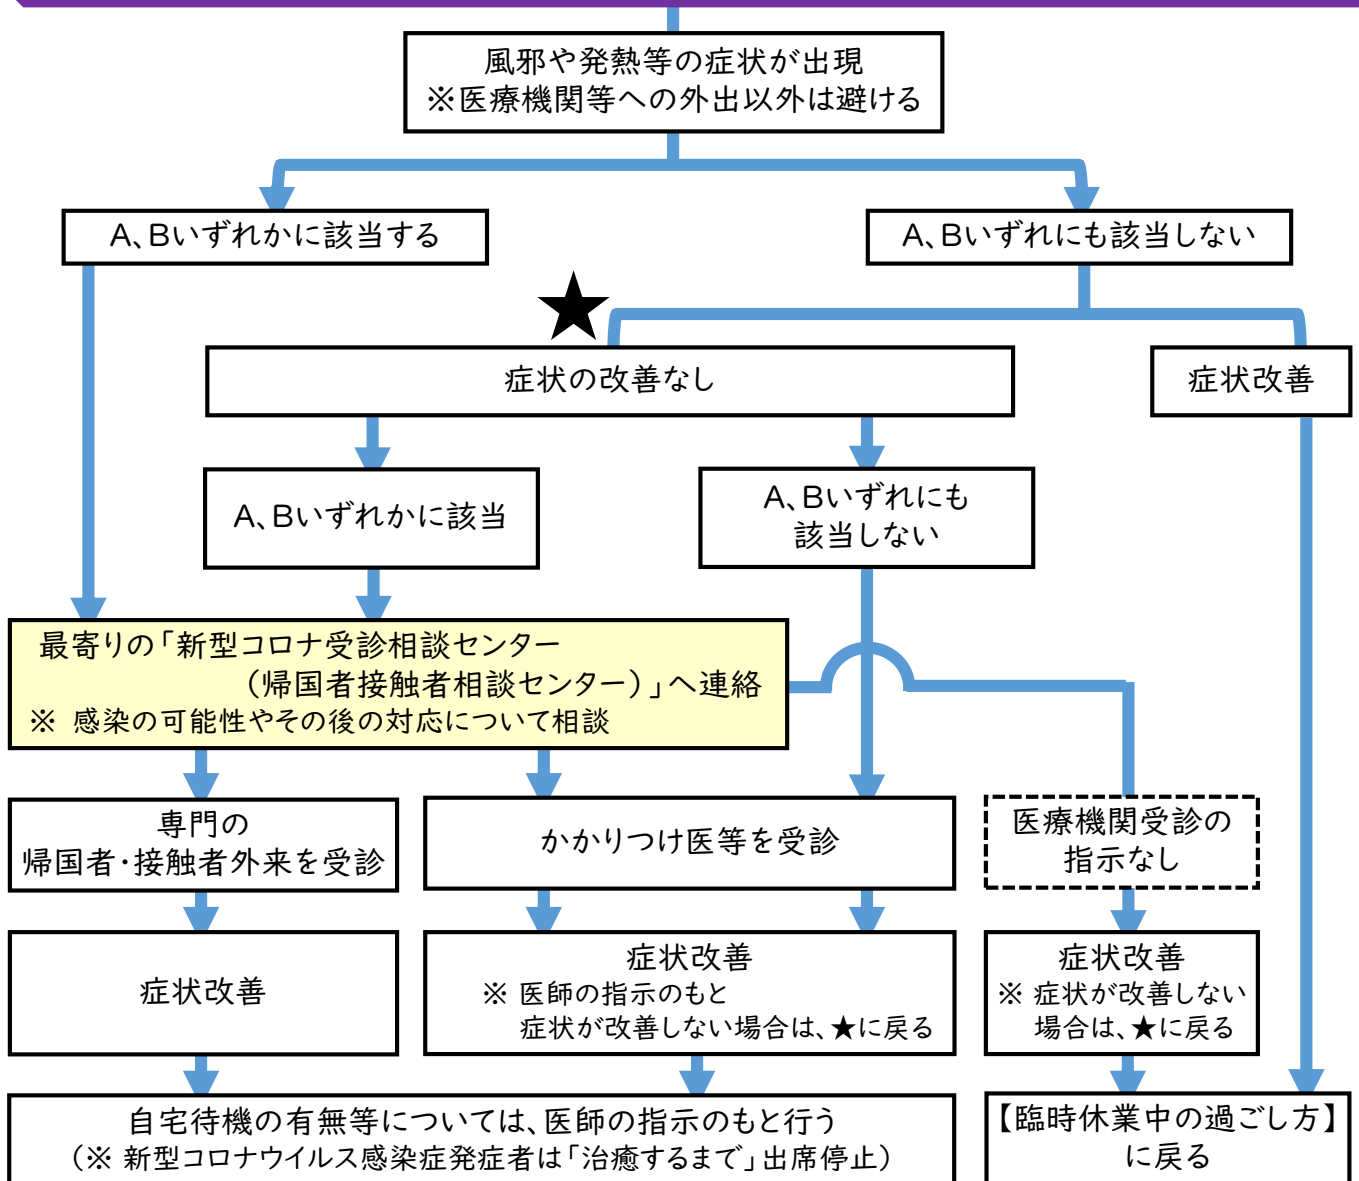 風邪や発熱等の症状が出現
※医療機関等への外出以外は避ける
A、Bいずれかに該当する
A、Bいずれにも該当しない
★
症状の改善なし
症状改善
A、Bいずれかに該当
A、Bいずれにも
該当しない
最寄りの「新型コロナ受診相談センター
（帰国者接触者相談センター）」へ連絡
※ 感染の可能性やその後の対応について相談
専門の
帰国者・接触者外来を受診
かかりつけ医等を受診
医療機関受診の
指示なし
症状改善
症状改善
※ 医師の指示のもと
症状が改善しない場合は、★に戻る
症状改善
※ 症状が改善しない
場合は、★に戻る
自宅待機の有無等については、医師の指示のもと行う
（※ 新型コロナウイルス感染症発症者は「治癒するまで」出席停止）
【臨時休業中の過ごし方】
に戻る